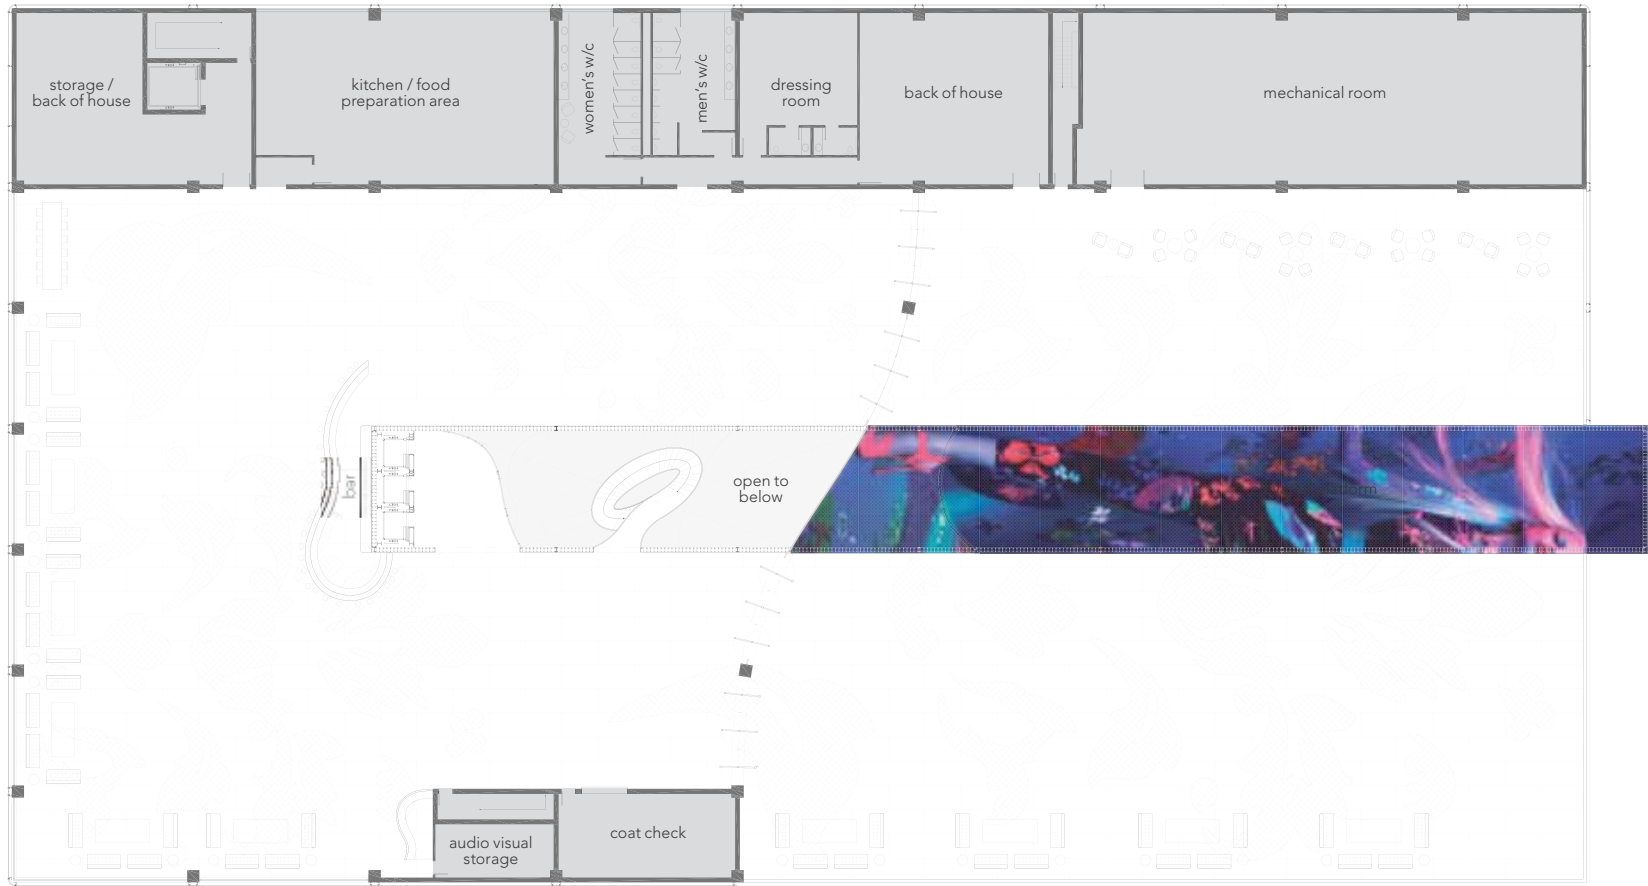 storage /
back of house
kitchen / food
preparation area
women's w/c
men's w/c
dressing
room
back of house
mechanical room
bar
open to
below
audio visual
storage
coat check